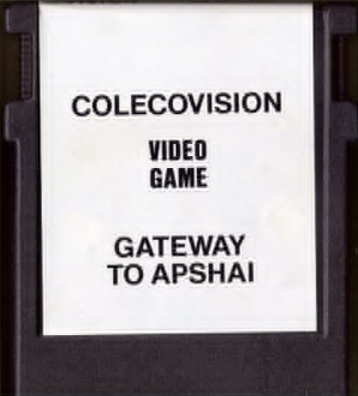 COLECOVISION
VIDEO
GAME
GATEWAY
TO APSHAI